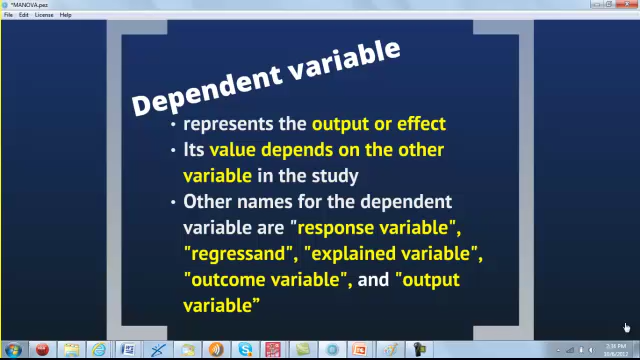 *MANOVA.pez
File Edit License Help
Dependent variable
• represents the output or effect
• Its value depends on the other
variable in the study
• Other names for the dependent
variable are "response variable",
"regressand", "explained variable",
"outcome variable", and "output
variable”